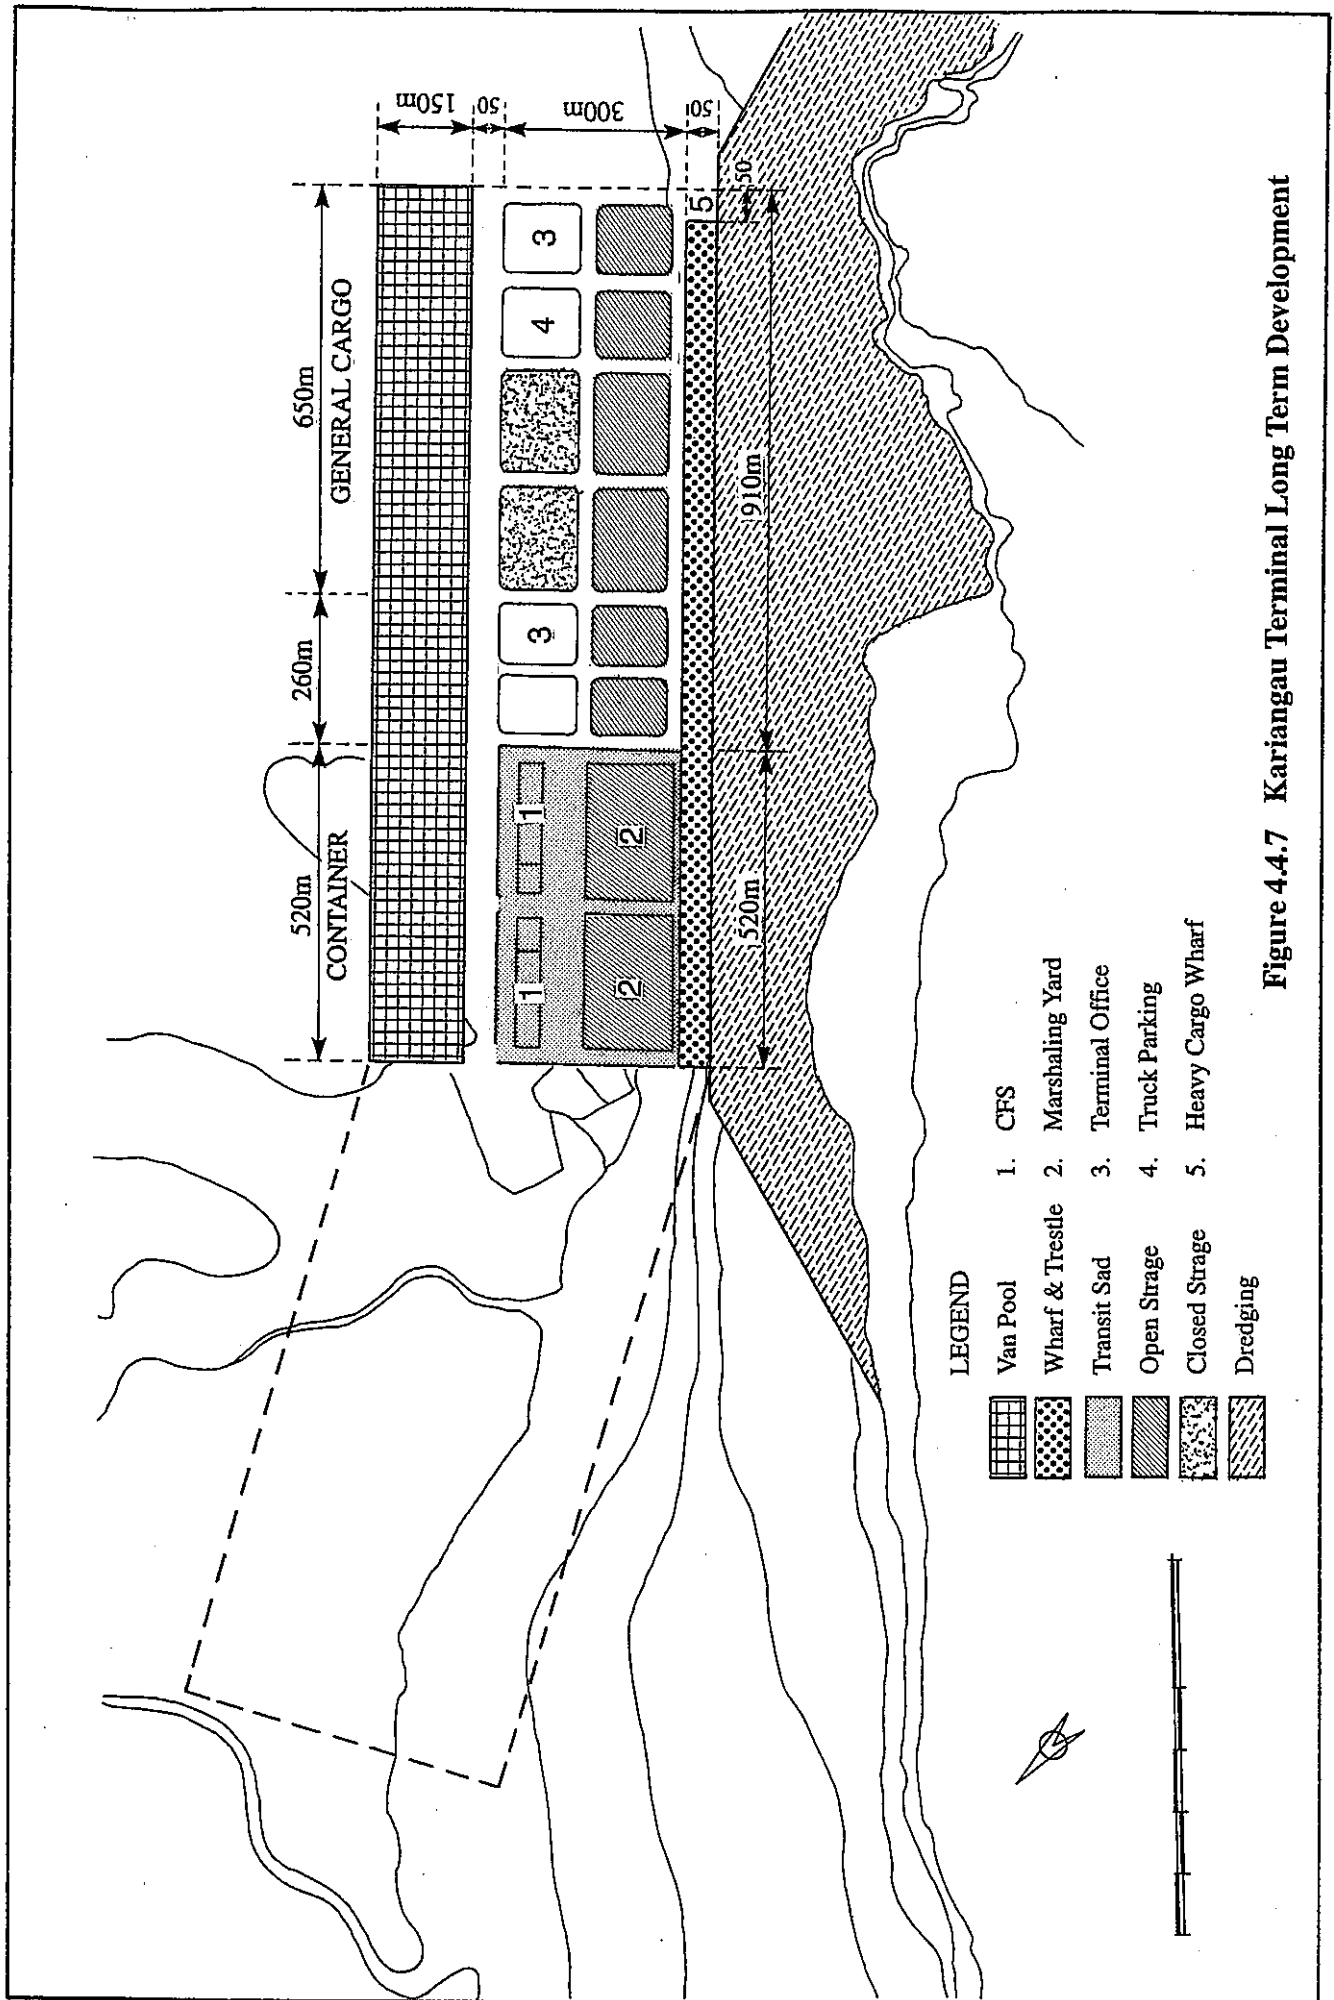 150m
50
300m
50
650m
GENERAL CARGO
260m
520m
CONTAINER
3
4
3
1
1
2
2
5
50
910m
520m
LEGEND
Van Pool
Wharf & Trestle
Transit Sad
Open Strage
Closed Strage
Dredging
1. CFS
2. Marshaling Yard
3. Terminal Office
4. Truck Parking
5. Heavy Cargo Wharf
Figure 4.4.7 Kariangau Terminal Long Term Development